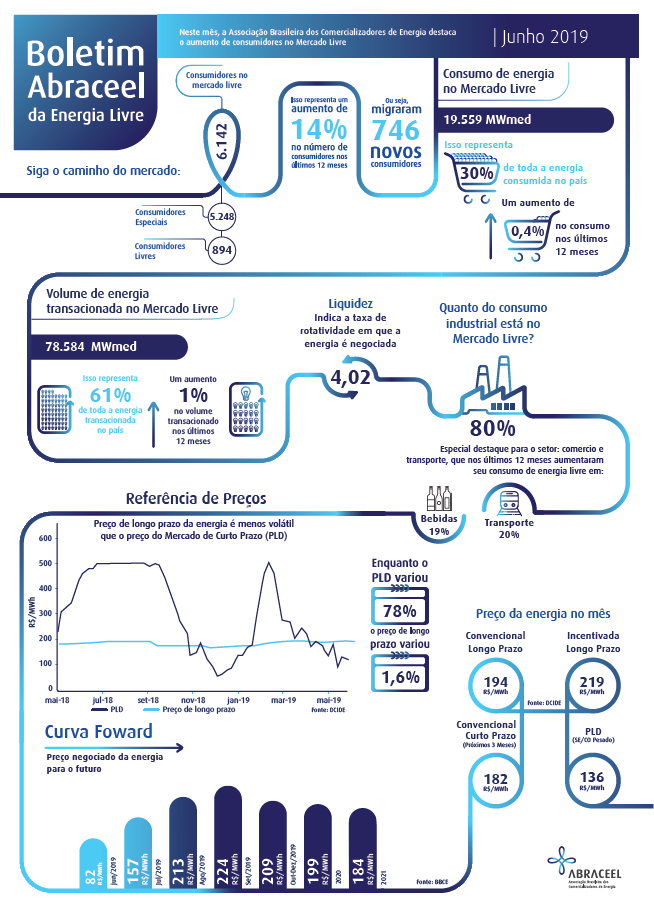 Boletim
Abraceel
da Energia Livre
Neste mês, a Associação Brasileira dos Comercializadores de Energia destaca
o aumento de consumidores no Mercado Livre
| Junho 2019
Siga o caminho do mercado:
Consumidores no
mercado livre
6.142
Consumidores
Especiais
5.248
Consumidores
Livres
894
Isso representa um
aumento de
14%
no número de
consumidores nos
últimos 12 meses
Ou seja,
migraram
746
novos
consumidores
Consumo de energia
no Mercado Livre
19.559 MWmed
Isso representa
30%
de toda a energia
consumida no país
Um aumento de
0,4%
no consumo
nos últimos
12 meses
Volume de energia
transacionada no Mercado Livre
78.584 MWmed
Isso representa
61%
de toda a energia
transacionada
no país
Um aumento
1%
no volume
transacionado
nos últimos
12 meses
Liquidez
Indica a taxa de
rotatividade em que a
energia é negociada
4,02
Quanto do consumo
industrial está no
Mercado Livre?
80%
Especial destaque para o setor: comercio e
transporte, que nos últimos 12 meses aumentaram
seu consumo de energia livre em:
Bebidas
19%
Transporte
20%
Referência de Preços
Preço de longo prazo da energia é menos volátil
que o preço do Mercado de Curto Prazo (PLD)
R$/MWh
600
500
400
300
200
100
0
mai-18 jul-18 set-18 nov-18 jan-19 mar-19 mai-19
PLD Preço de longo prazo Fonte: DCIDE
Enquanto o
PLD variou
78%
o preço de longo
prazo variou
1,6%
Preço da energia no mês
Convencional
Longo Prazo
194
R$/MWh
Incentivada
Longo Prazo
219
R$/MWh
Fonte: DCIDE
Convencional
Curto Prazo
(Próximos 3 Meses)
182
R$/MWh
PLD
(SE/CO Pesado)
136
R$/MWh
Curva Foward
Preço negociado da energia
para o futuro
82
R$/MWh
Jun/2019
157
R$/MWh
Jul/2019
213
R$/MWh
Ago/2019
224
R$/MWh
Set/2019
209
R$/MWh
Out-Dez/2019
199
R$/MWh
2020
184
R$/MWh
2021
Fonte: BBCE
ABRACEEL
Associação Brasileira dos
Comercializadores de Energia